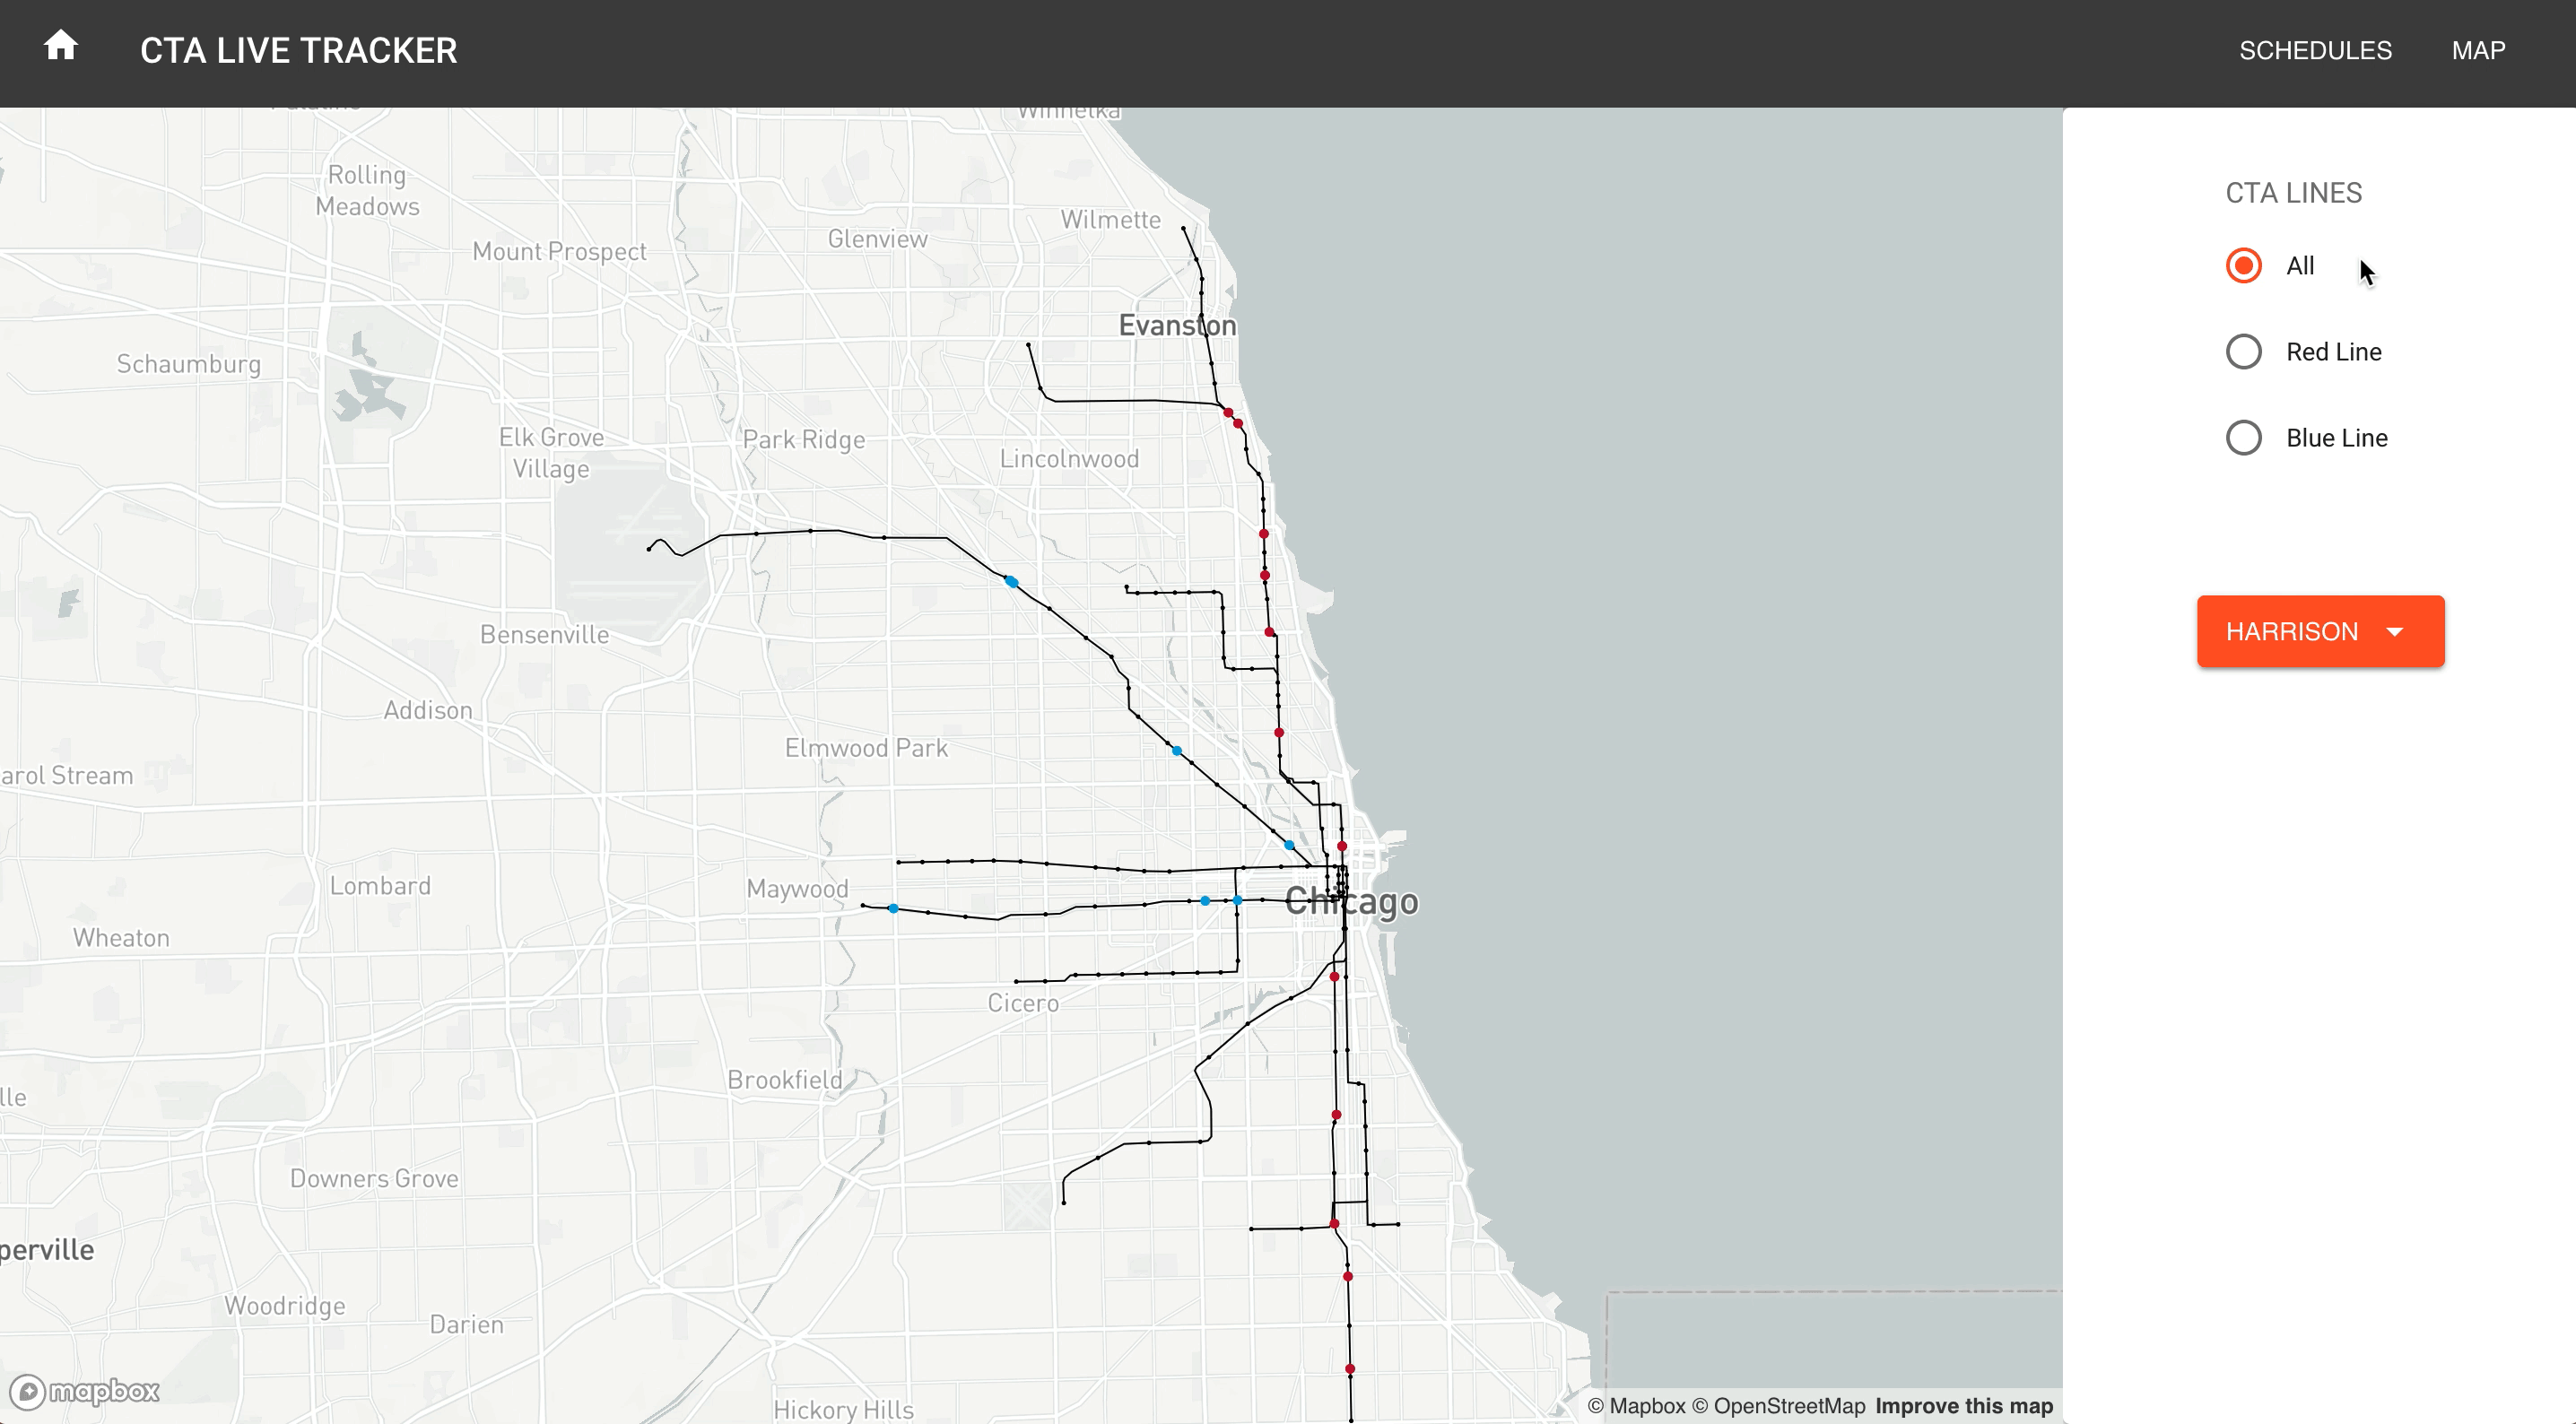 CTA LIVE TRACKER
SCHEDULES
MAP
Winnetka
Rolling
Meadows
Wilmette
Glenview
Mount Prospect
Evanston
Schaumburg
Elk Grove
Village
Park Ridge
Lincolnwood
Bensenville
Addison
Elmwood Park
arol Stream
Lombard
Maywood
Chicago
Wheaton
Cicero
Brookfield
lle
Downers Grove
perville
Woodridge
Darien
Hickory Hills
mapbox
© Mapbox © OpenStreetMap Improve this map
CTA LINES
All
Red Line
Blue Line
HARRISON